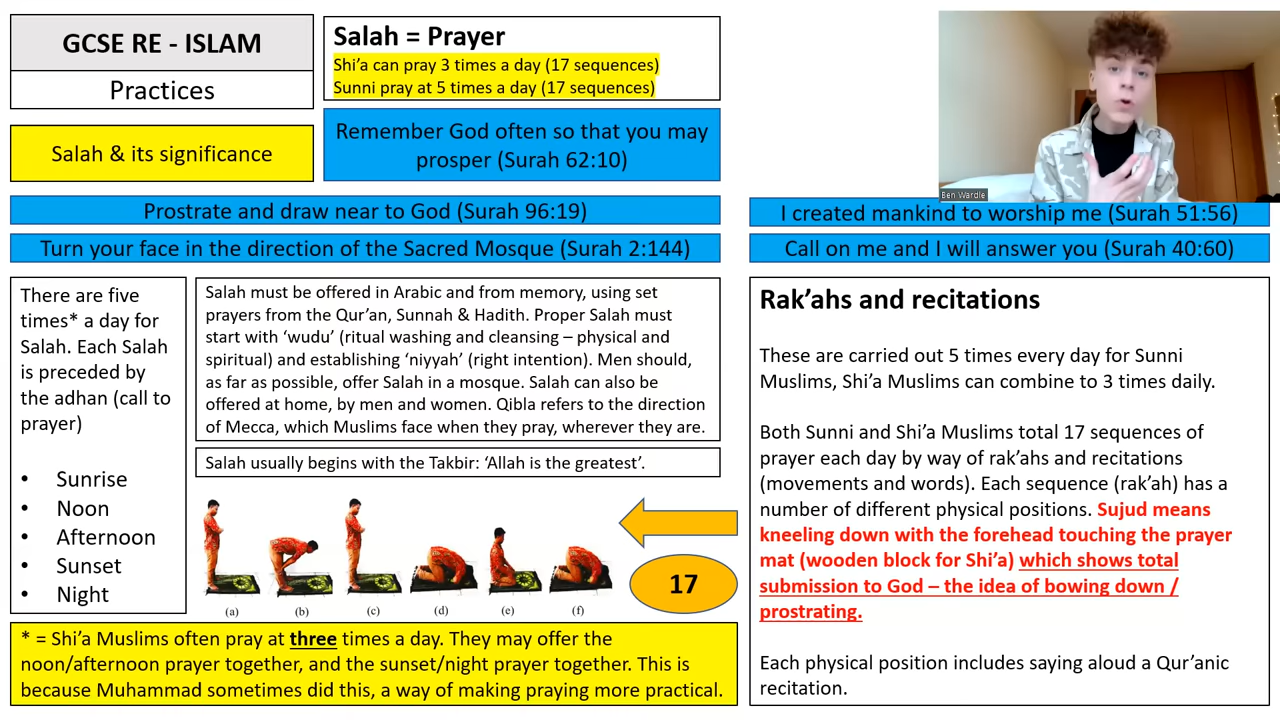 GCSE RE - ISLAM
Practices
Salah & its significance
Salah = Prayer
Shi'a can pray 3 times a day (17 sequences)
Sunni pray at 5 times a day (17 sequences)
Remember God often so that you may
prosper (Surah 62:10)
Ben Wardle
Prostrate and draw near to God (Surah 96:19)
I created mankind to worship me (Surah 51:56)
Turn your face in the direction of the Sacred Mosque (Surah 2:144)
Call on me and I will answer you (Surah 40:60)
There are five
times* a day for
Salah. Each Salah
is preceded by
the adhan (call to
prayer)
• Sunrise
• Noon
• Afternoon
• Sunset
• Night
Salah must be offered in Arabic and from memory, using set
prayers from the Qur'an, Sunnah & Hadith. Proper Salah must
start with 'wudu' (ritual washing and cleansing – physical and
spiritual) and establishing 'niyyah' (right intention). Men should,
as far as possible, offer Salah in a mosque. Salah can also be
offered at home, by men and women. Qibla refers to the direction
of Mecca, which Muslims face when they pray, wherever they are.
Salah usually begins with the Takbir: 'Allah is the greatest'.
(a) (b) (c) (d) (e) (f)
17
* = Shi'a Muslims often pray at three times a day. They may offer the
noon/afternoon prayer together, and the sunset/night prayer together. This is
because Muhammad sometimes did this, a way of making praying more practical.
Rak'ahs and recitations
These are carried out 5 times every day for Sunni
Muslims, Shi'a Muslims can combine to 3 times daily.
Both Sunni and Shi'a Muslims total 17 sequences of
prayer each day by way of rak'ahs and recitations
(movements and words). Each sequence (rak'ah) has a
number of different physical positions. Sujud means
kneeling down with the forehead touching the prayer
mat (wooden block for Shi'a) which shows total
submission to God – the idea of bowing down /
prostrating.
Each physical position includes saying aloud a Qur'anic
recitation.